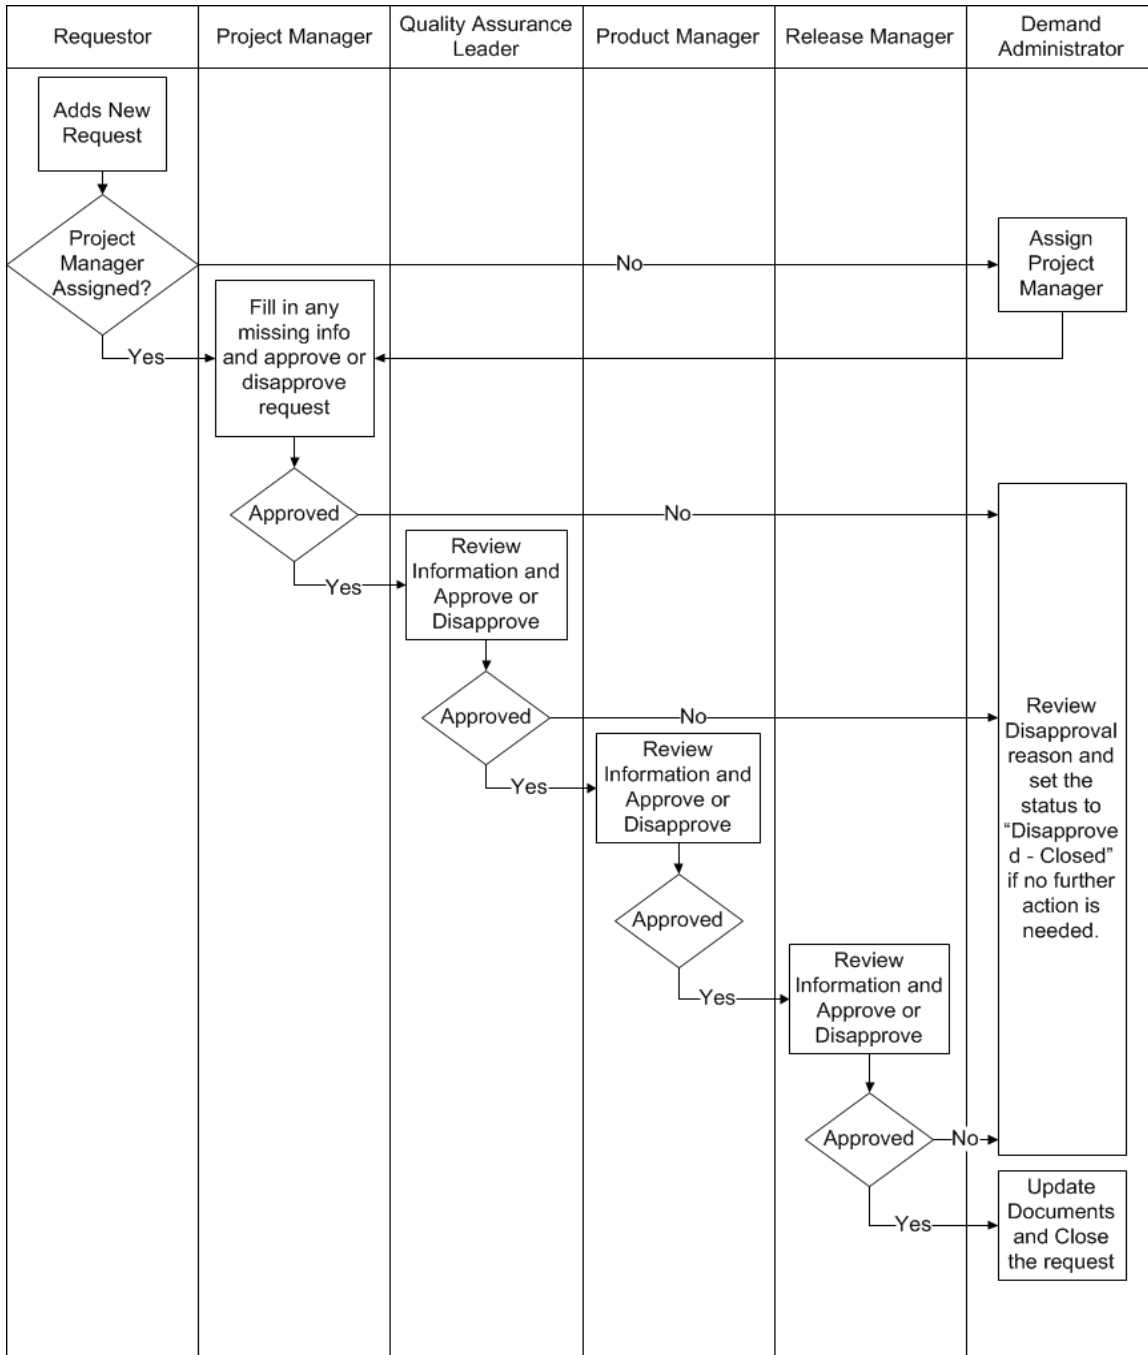 Requestor
Project Manager
Quality Assurance
Leader
Product Manager
Release Manager
Demand
Administrator
Adds New
Request
Project
Manager
Assigned?
No
Assign
Project
Manager
Yes
Fill in any
missing info
and approve or
disapprove
request
Approved
No
Yes
Review
Information and
Approve or
Disapprove
Approved
No
Yes
Review
Information and
Approve or
Disapprove
Approved
Yes
Review
Information and
Approve or
Disapprove
Approved
No
Review
Disapproval
reason and
set the
status to
“Disapprove
d - Closed”
if no further
action is
needed.
Yes
Update
Documents
and Close
the request